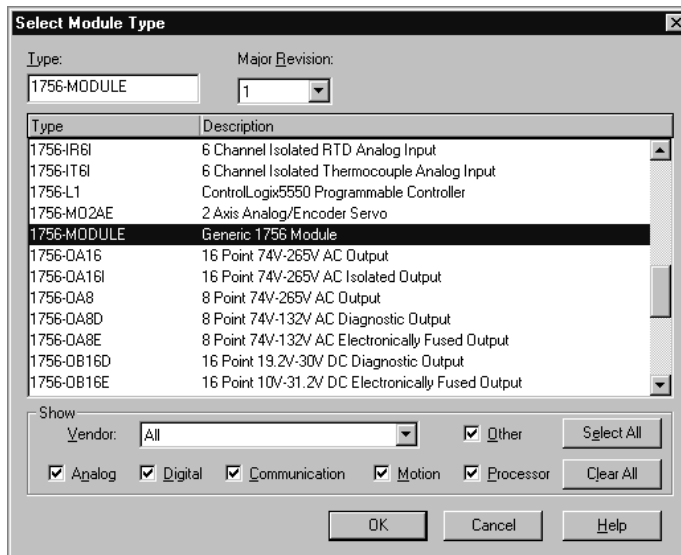 Select Module Type
Type: Major Revision:
1756-MODULE 1
Type Description
1756-IR6I 6 Channel Isolated RTD Analog Input
1756-IT6I 6 Channel Isolated Thermocouple Analog Input
1756-L1 ControlLogix5550 Programmable Controller
1756-MO2AE 2 Axis Analog/Encoder Servo
1756-MODULE Generic 1756 Module
1756-OA16 16 Point 74V-265V AC Output
1756-OA16I 16 Point 74V-265V AC Isolated Output
1756-OA8 8 Point 74V-265V AC Output
1756-OA8D 8 Point 74V-132V AC Diagnostic Output
1756-OA8E 8 Point 74V-132V AC Electronically Fused Output
1756-OB16D 16 Point 19.2V-30V DC Diagnostic Output
1756-OB16E 16 Point 10V-31.2V DC Electronically Fused Output
Show
Vendor: All Other Select All
Analog Digital Communication Motion Processor Clear All
OK Cancel Help